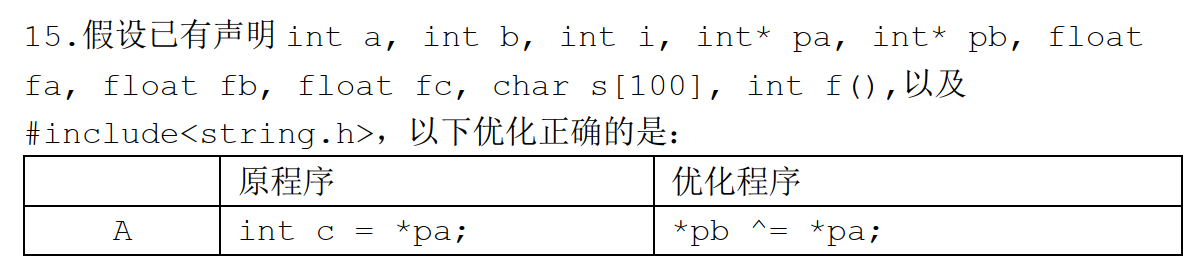 15.假设已有声明 int a, int b, int i, int* pa, int* pb, float
fa, float fb, float fc, char s[100], int f(),以及
#include<string.h>，以下优化正确的是：
原程序 优化程序
A int c = *pa; *pb ^= *pa;